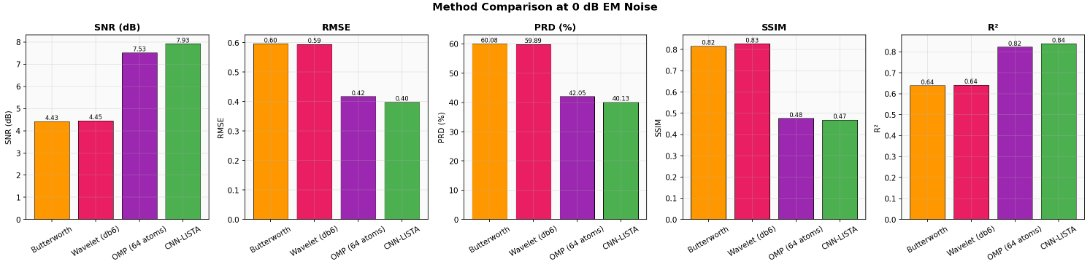 Method Comparison at 0 dB EM Noise
SNR (dB)
SNR (dB)
8
7
6
5
4
3
2
1
0
4.43
4.45
7.53
7.93
Butterworth
Wavelet (db6)
OMP (64 atoms)
CNN-LISTA
RMSE
RMSE
0.6
0.5
0.4
0.3
0.2
0.1
0.0
0.60
0.59
0.42
0.40
Butterworth
Wavelet (db6)
OMP (64 atoms)
CNN-LISTA
PRD (%)
PRD (%)
60
50
40
30
20
10
0
60.08
59.89
42.05
40.13
Butterworth
Wavelet (db6)
OMP (64 atoms)
CNN-LISTA
SSIM
SSIM
0.8
0.7
0.6
0.5
0.4
0.3
0.2
0.1
0.0
0.82
0.83
0.48
0.47
Butterworth
Wavelet (db6)
OMP (64 atoms)
CNN-LISTA
R²
R²
0.8
0.6
0.4
0.2
0.0
0.64
0.64
0.82
0.84
Butterworth
Wavelet (db6)
OMP (64 atoms)
CNN-LISTA